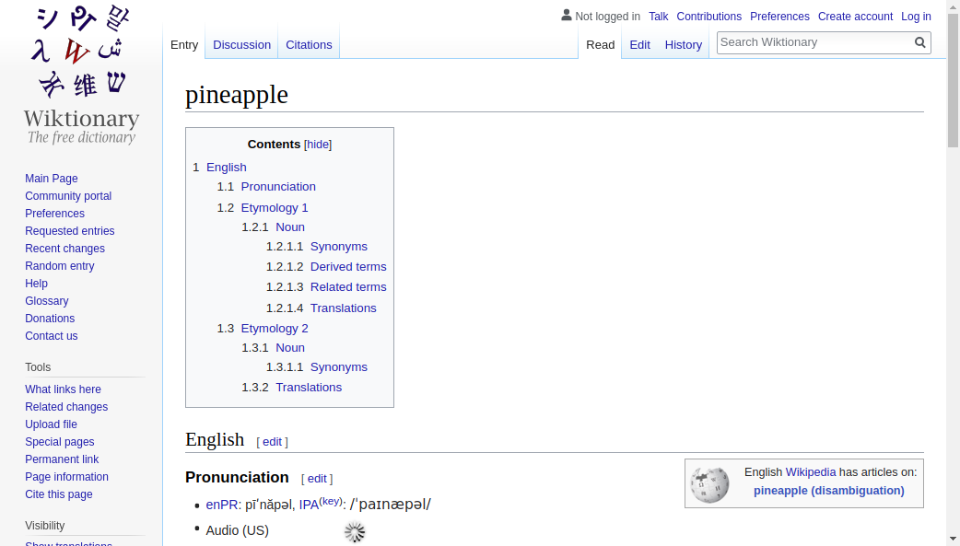 Not logged in Talk Contributions Preferences Create account Log in
Entry Discussion Citations Read Edit History Search Wiktionary
シ 말
λ W ش
维 ש
Wiktionary
The free dictionary
Main Page
Community portal
Preferences
Requested entries
Recent changes
Random entry
Help
Glossary
Donations
Contact us
Tools
What links here
Related changes
Upload file
Special pages
Permanent link
Page information
Cite this page
Visibility
Show translations
pineapple
Contents [hide]
1 English
1.1 Pronunciation
1.2 Etymology 1
1.2.1 Noun
1.2.1.1 Synonyms
1.2.1.2 Derived terms
1.2.1.3 Related terms
1.2.1.4 Translations
1.3 Etymology 2
1.3.1 Noun
1.3.1.1 Synonyms
1.3.2 Translations
English [ edit ]
Pronunciation [ edit ]
• enPR: pīʹnăpəl, IPA(key): /ˈpaɪnæpəl/
• Audio (US)
English Wikipedia has articles on:
pineapple (disambiguation)